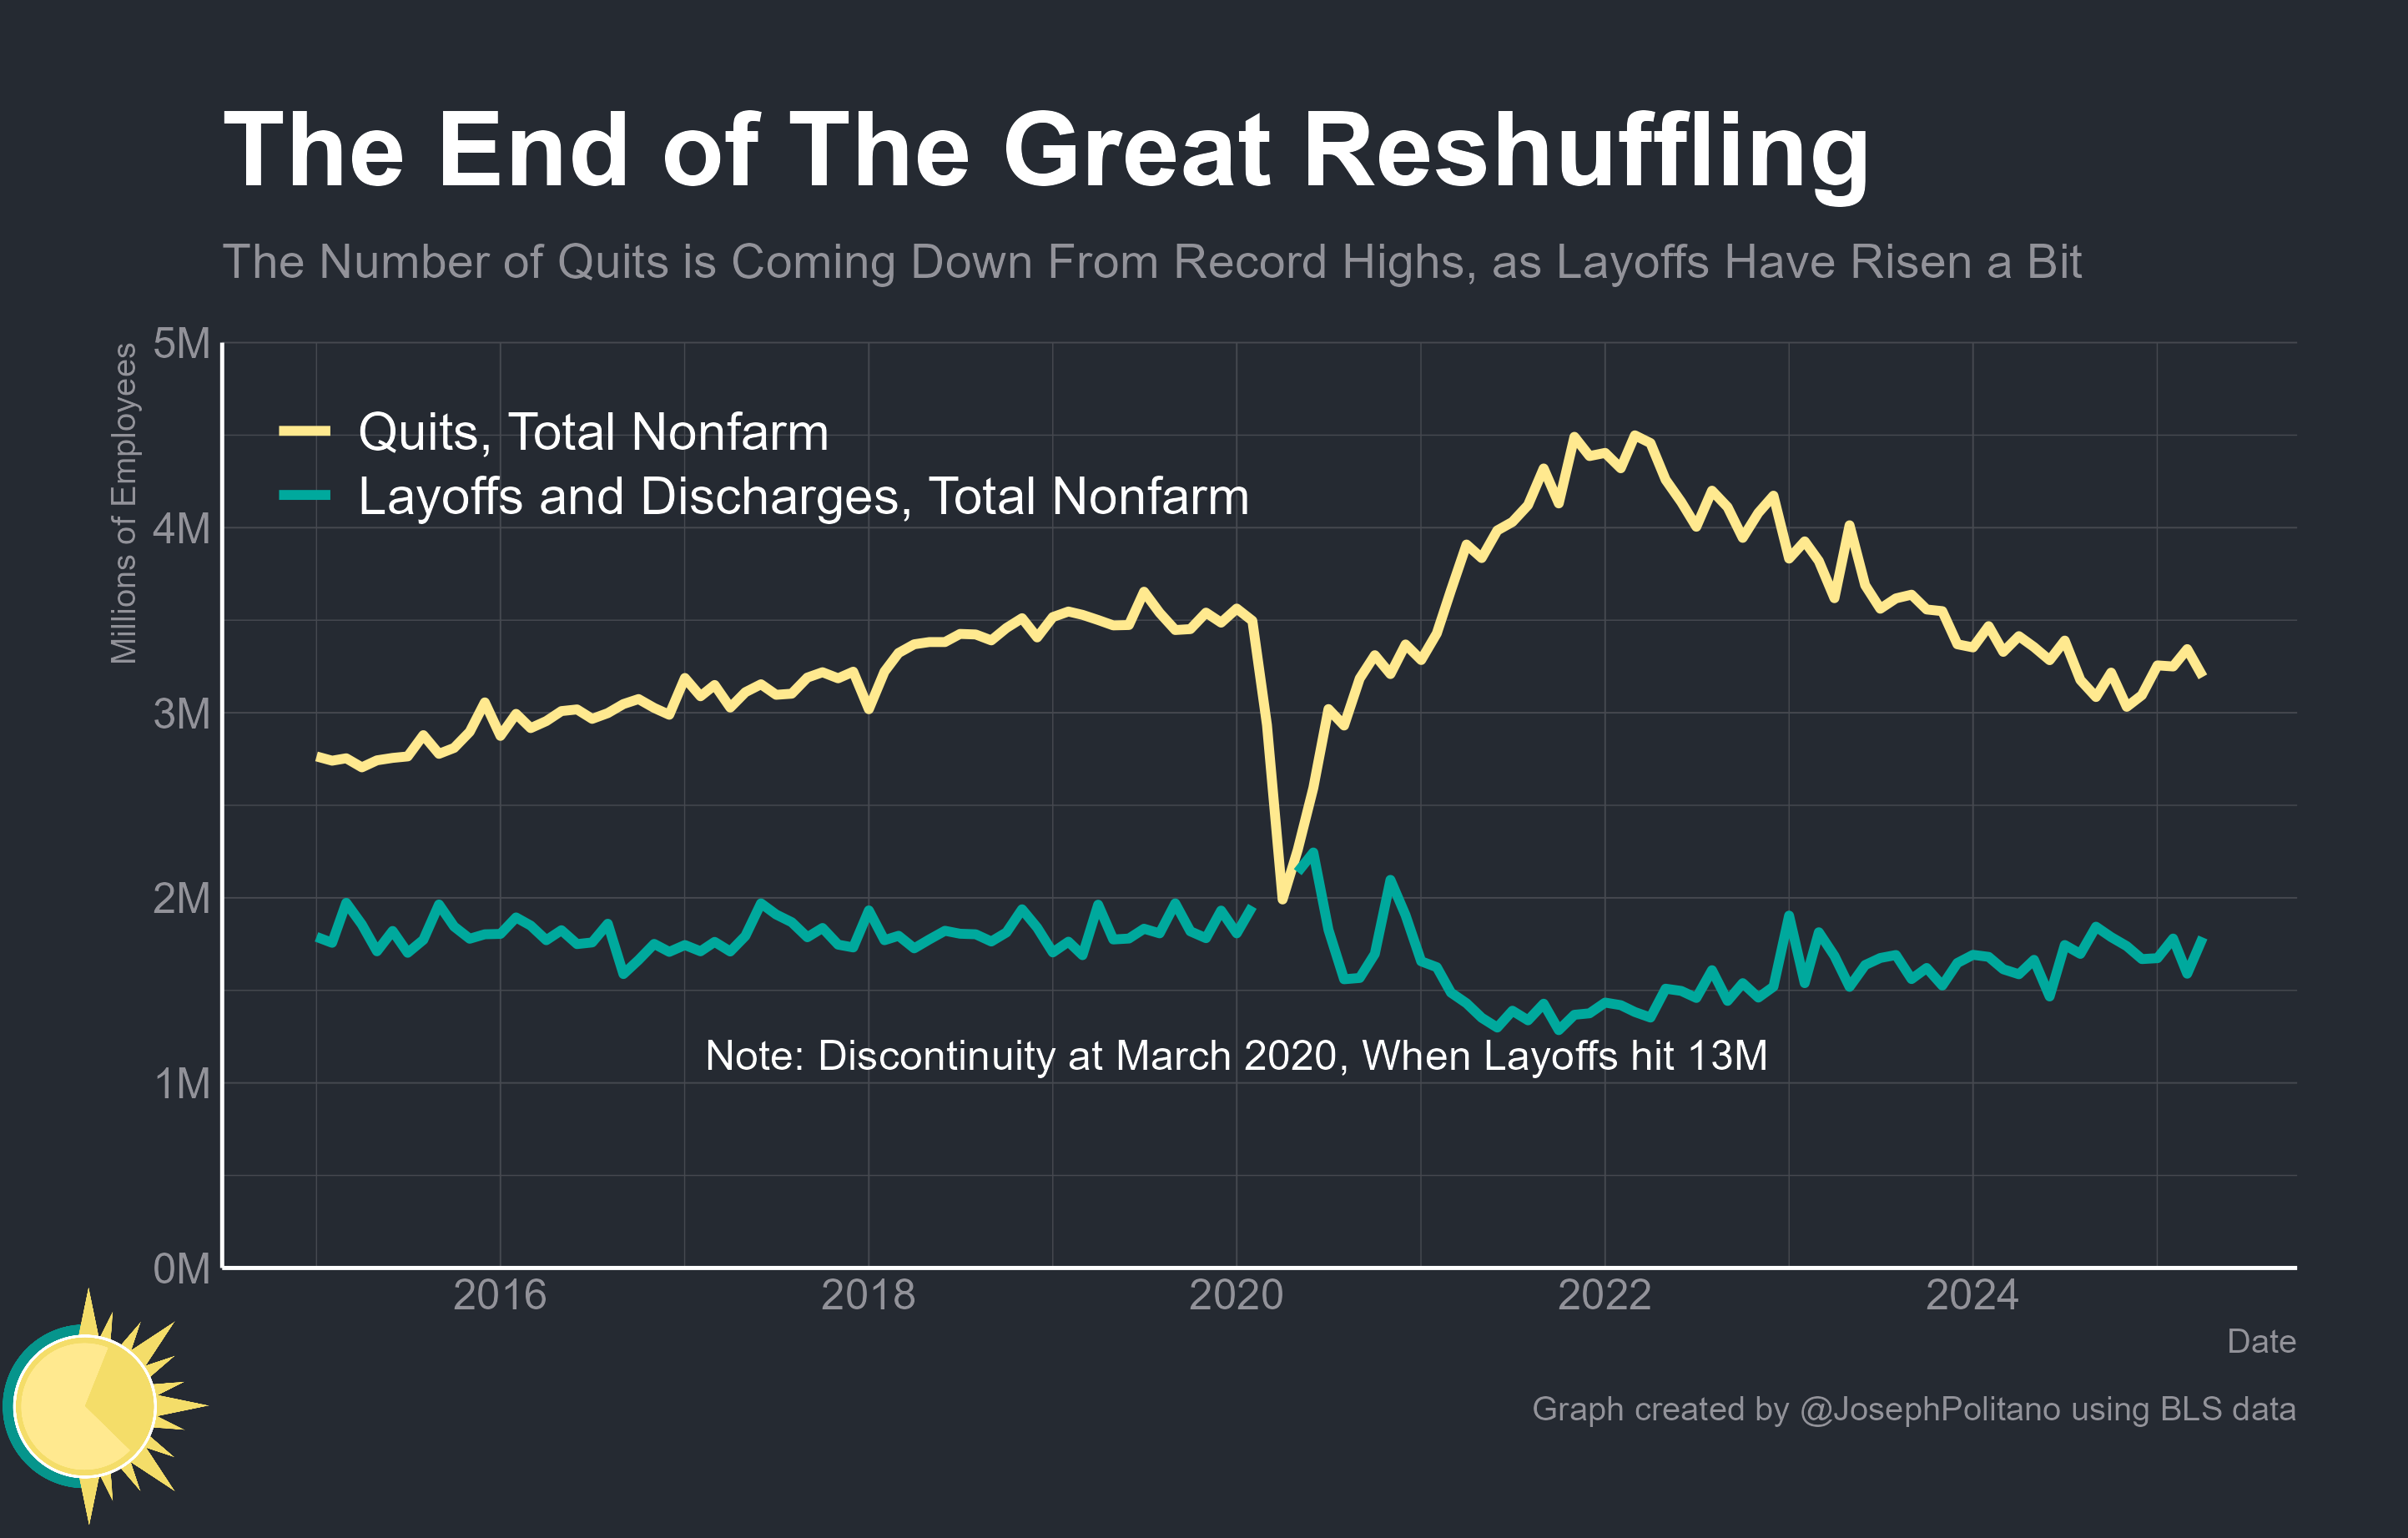 The End of The Great Reshuffling
The Number of Quits is Coming Down From Record Highs, as Layoffs Have Risen a Bit
Millions of Employees
5M
4M
3M
2M
1M
0M
Quits, Total Nonfarm
Layoffs and Discharges, Total Nonfarm
Note: Discontinuity at March 2020, When Layoffs hit 13M
2016
2018
2020
2022
2024
Date
Graph created by @JosephPolitano using BLS data